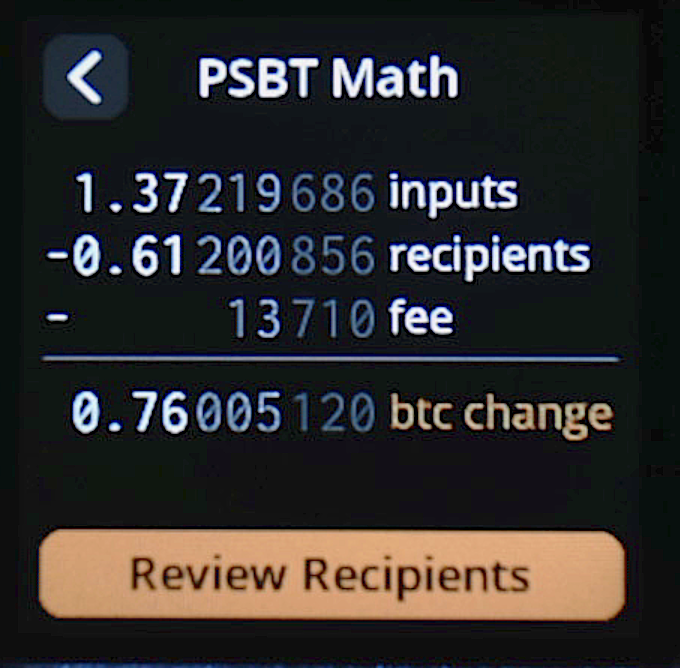 PSBT Math
1.37219686 inputs
-0.61200856 recipients
- 13710 fee
0.76005120 btc change
Review Recipients